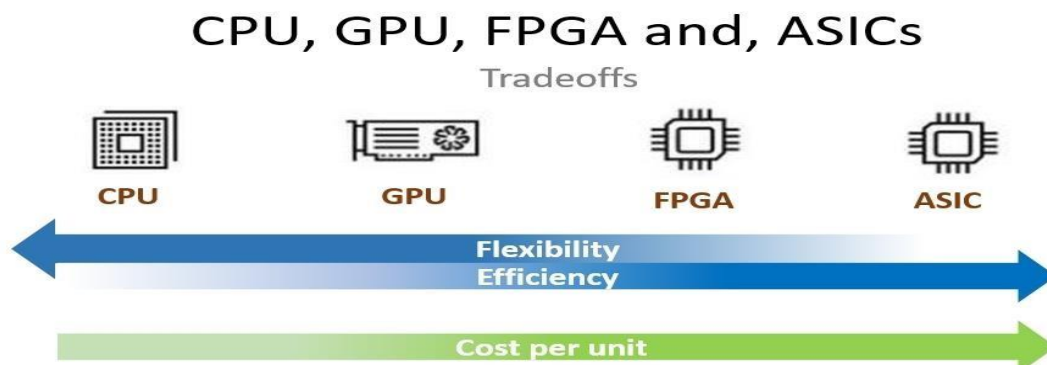 CPU, GPU, FPGA and, ASICs
Tradeoffs
CPU GPU FPGA ASIC
Flexibility
Efficiency
Cost per unit